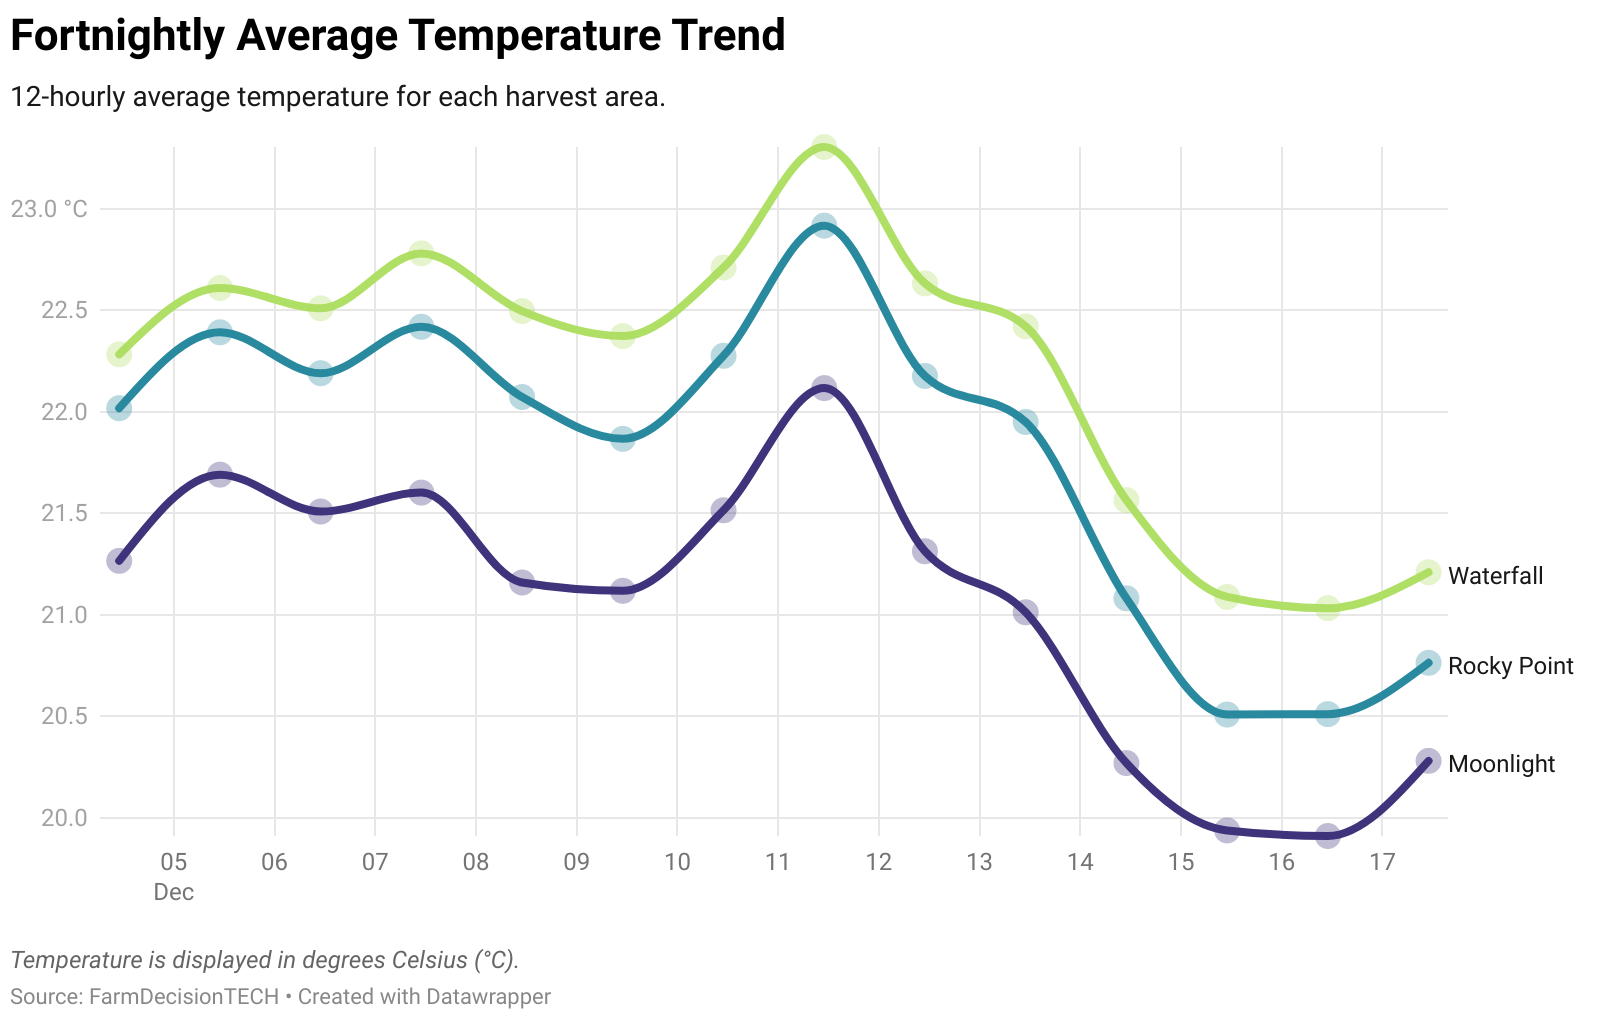 Fortnightly Average Temperature Trend
12-hourly average temperature for each harvest area.
23.0 °C
22.5
22.0
21.5
21.0
20.5
20.0
Waterfall
Rocky Point
Moonlight
05 06 07 08 09 10 11 12 13 14 15 16 17
Dec
Temperature is displayed in degrees Celsius (°C).
Source: FarmDecisionTECH • Created with Datawrapper